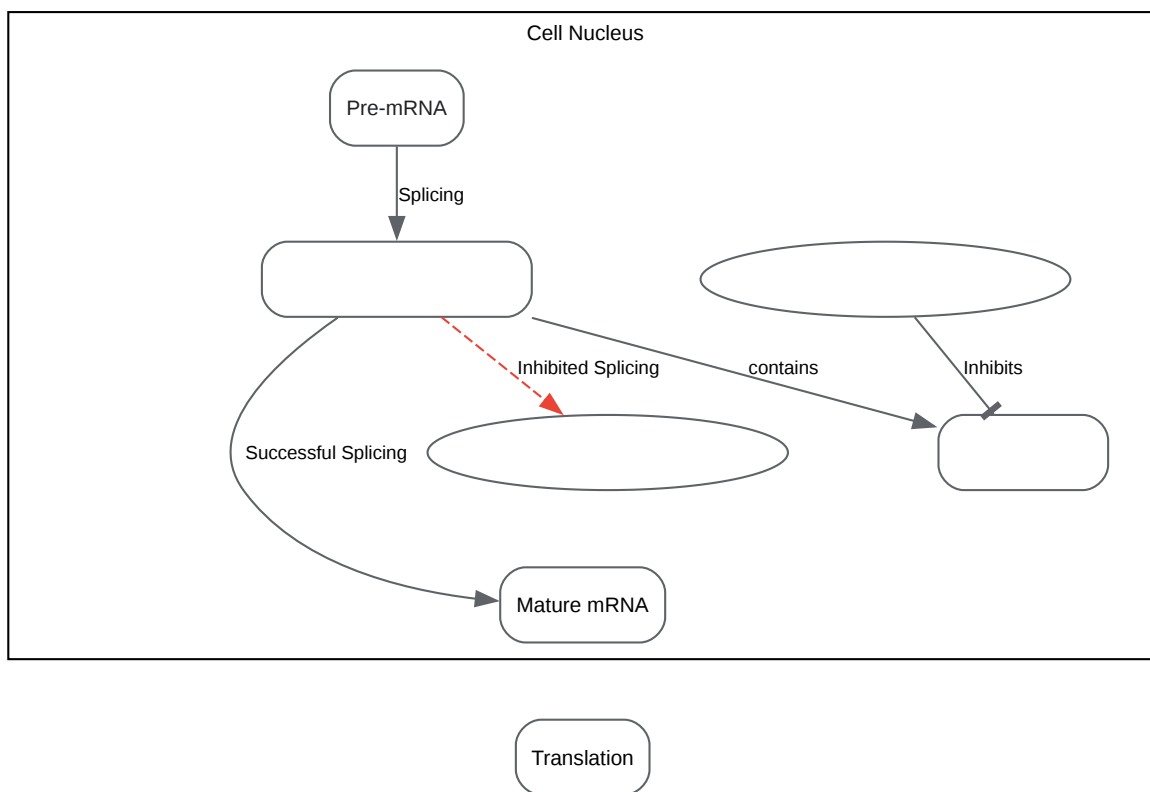 Cell Nucleus
Pre-mRNA
Splicing
Inhibited Splicing
contains
Inhibits
Successful Splicing
Mature mRNA
Translation